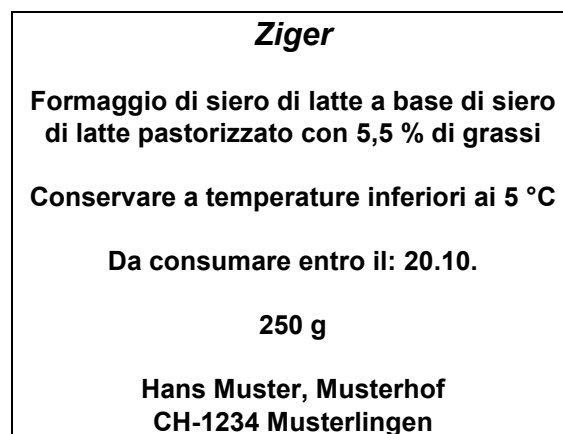 Ziger
Formaggio di siero di latte a base di siero
di latte pastorizzato con 5,5 % di grassi
Conservare a temperature inferiori ai 5 °C
Da consumare entro il: 20.10.
250 g
Hans Muster, Musterhof
CH-1234 Musterlingen